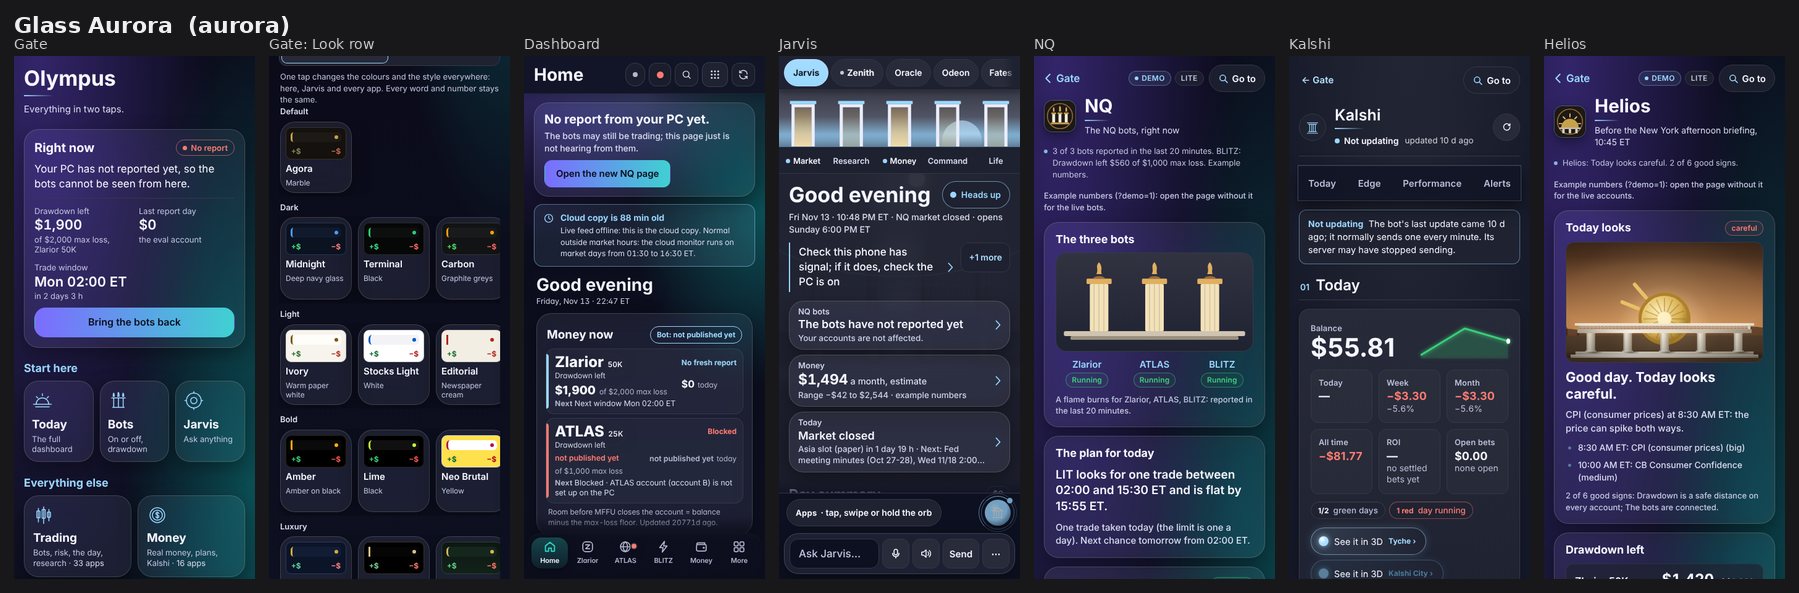 Glass Aurora (aurora)
Gate
Olympus
Everything in two taps.
Right now
No report
Your PC has not reported yet, so the
bots cannot be seen from here.
Drawdown left
$1,900
of $2,000 max loss,
Zlarior 50K
Last report day
$0
the eval account
Trade window
Mon 02:00 ET
in 2 days 3 h
Bring the bots back
Start here
Today
The full
dashboard
Bots
On or off,
drawdown
Jarvis
Ask anything
Everything else
Trading
Bots, risk, the day,
research · 33 apps
Money
Real money, plans,
Kalshi · 16 apps
Gate: Look row
One tap changes the colours and the style everywhere:
here, Jarvis and every app. Every word and number stays
the same.
Default
+$ −$
Agora
Marble
Dark
+$ −$
+$ −$
+$ −$
Midnight
Deep navy glass
Terminal
Black
Carbon
Graphite greys
Light
+$ −$
+$ −$
+$ −$
Ivory
Warm paper
white
Stocks Light
White
Editorial
Newspaper
cream
Bold
+$ −$
+$ −$
+$ −$
Amber
Amber on black
Lime
Black
Neo Brutal
Yellow
Luxury
+$ −$
+$ −$
+$ −$
Dashboard
Home
No report from your PC yet.
The bots may still be trading; this page just is
not hearing from them.
Open the new NQ page
Cloud copy is 88 min old
Live feed offline: this is the cloud copy. Normal
outside market hours: the cloud monitor runs on
market days from 01:30 to 16:30 ET.
Good evening
Friday, Nov 13 · 22:47 ET
Money now
Bot: not published yet
Zlarior 50K
No fresh report
Drawdown left
$1,900 of $2,000 max loss
$0 today
Next Next window Mon 02:00 ET
ATLAS 25K
Blocked
Drawdown left
not published yet
not published yet today
of $1,000 max loss
Next Blocked · ATLAS account (account B) is not
set up on the PC
Room before MFFU closes the account = balance
minus the max-loss floor. Updated 20771d ago.
Home
Zlarior
ATLAS
BLITZ
Money
More
Jarvis
Jarvis
Zenith
Oracle
Odeon
Fates
Market
Research
Money
Command
Life
Good evening
Heads up
Fri Nov 13 · 10:48 PM ET · NQ market closed · opens
Sunday 6:00 PM ET
Check this phone has
signal; if it does, check the
PC is on
+1 more
NQ bots
The bots have not reported yet
Your accounts are not affected.
Money
$1,494 a month, estimate
Range −$42 to $2,544 · example numbers
Today
Market closed
Asia slot (paper) in 1 day 19 h · Next: Fed
meeting minutes (Oct 27-28), Wed 11/18 2:00...
Day summary
Apps · tap, swipe or hold the orb
Ask Jarvis...
Send
NQ
Gate
DEMO
LITE
Go to
NQ
The NQ bots, right now
3 of 3 bots reported in the last 20 minutes. BLITZ:
Drawdown left $560 of $1,000 max loss. Example
numbers.
Example numbers (?demo=1): open the page without it
for the live bots.
The three bots
Zlarior
Running
ATLAS
Running
BLITZ
Running
A flame burns for Zlarior, ATLAS, BLITZ: reported in
the last 20 minutes.
The plan for today
LIT looks for one trade between
02:00 and 15:30 ET and is flat by
15:55 ET.
One trade taken today (the limit is one a
day). Next chance tomorrow from 02:00 ET.
Kalshi
← Gate
Go to
Kalshi
Not updating updated 10 d ago
Today
Edge
Performance
Alerts
Not updating The bot's last update came 10 d
ago; it normally sends one every minute. Its
server may have stopped sending.
01 Today
Balance
$55.81
Today
—
Week
−$3.30
−5.6%
Month
−$3.30
−5.6%
All time
−$81.77
ROI
—
no settled
bets yet
Open bets
$0.00
none open
1/2 green days
1 red day running
See it in 3D Tyche ›
See it in 3D Kalshi City ›
Helios
Gate
DEMO
LITE
Go to
Helios
Before the New York afternoon briefing,
10:45 ET
Helios: Today looks careful. 2 of 6 good signs.
Example numbers (?demo=1): open the page without it
for the live accounts.
Today looks
careful
Good day. Today looks
careful.
CPI (consumer prices) at 8:30 AM ET: the
price can spike both ways.
8:30 AM ET: CPI (consumer prices) (big)
10:00 AM ET: CB Consumer Confidence
(medium)
2 of 6 good signs: Drawdown is a safe distance on
every account; The bots are connected.
Drawdown left